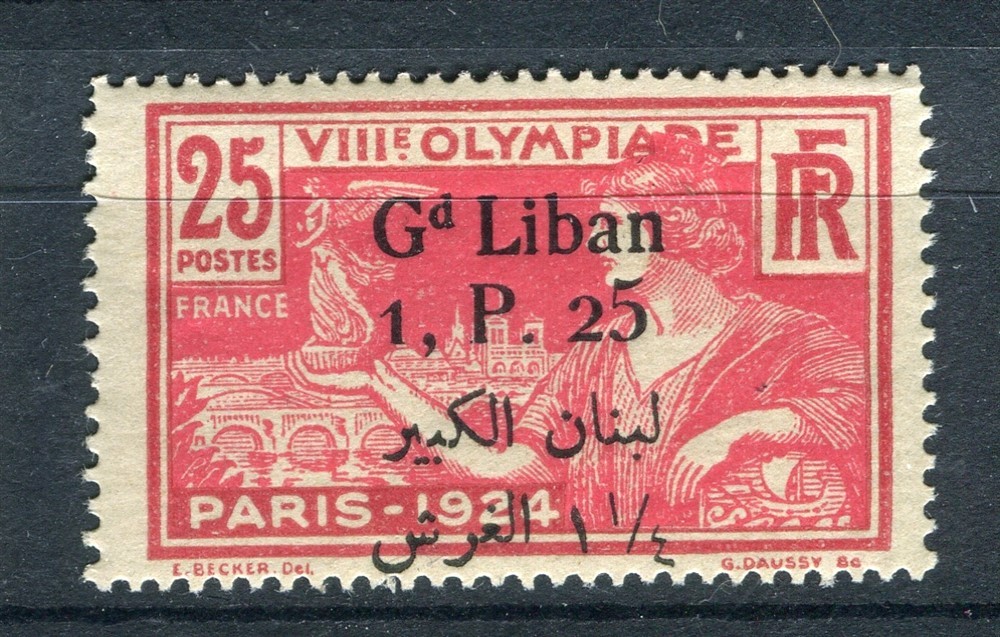 VIIIE OLYMPIADE
25
RF
POSTES
FRANCE
Gd Liban
1, P. 25
لبنان الكبير
١ ١/٤ الغرش
PARIS-1924
E. BECKER. Del.
G. DAUSSY Sc